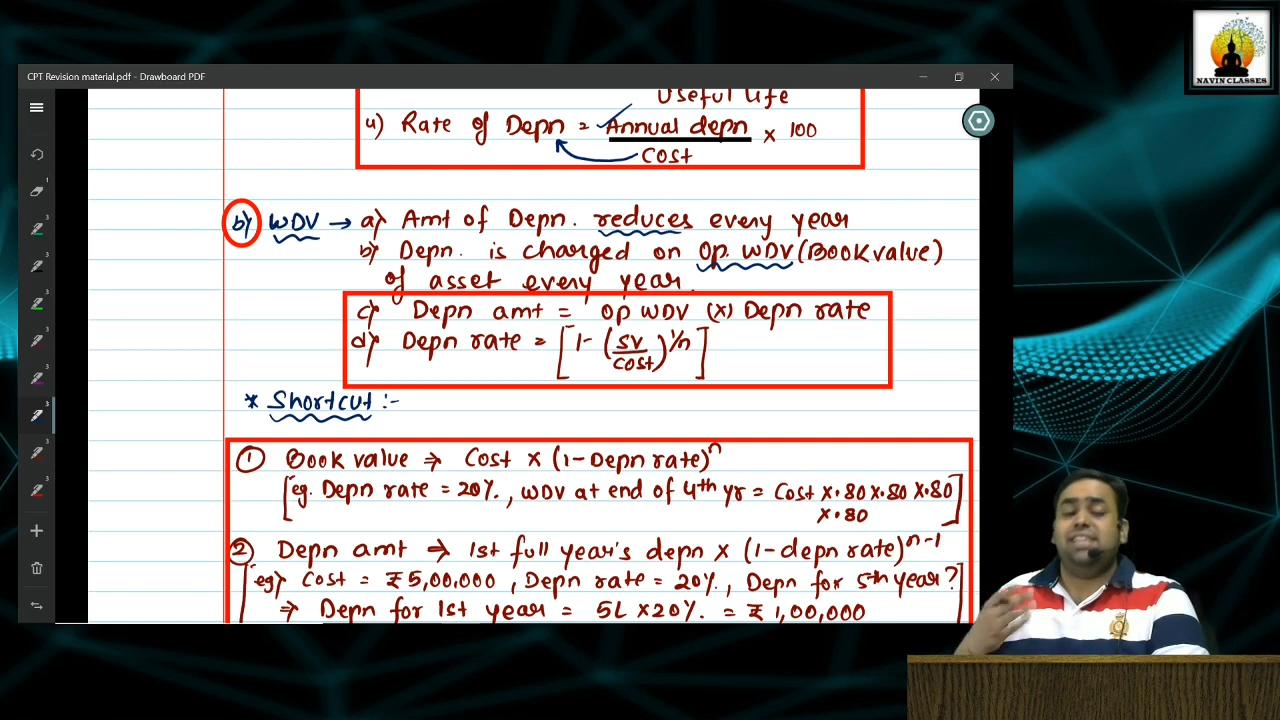 NAVIN CLASSES
CPT Revision material.pdf - Drawboard PDF
Useful life
4) Rate of Depn = Annual depn × 100
Cost
b) WDV → a) Amt of Depn. reduces every year
b) Depn. is charged on Op. WDV (Book value)
of asset every year.
c) Depn amt = Op WDV (x) Depn rate
d) Depn rate = [1- (SV/COST)^1/n]
* Shortcut :-
① Book value ⇒ Cost × (1-Depn rate)^n
[eg. Depn rate = 20%, WDV at end of 4th yr = Cost x.80x.80x.80
x.80]
② Depn amt ⇒ 1st full year's depn × (1-depn rate)^n-1
[eg) Cost = ₹5,00,000, Depn rate = 20%, Depn for 5th year?
⇒ Depn for 1st year = 5L x20%. = ₹1,00,000